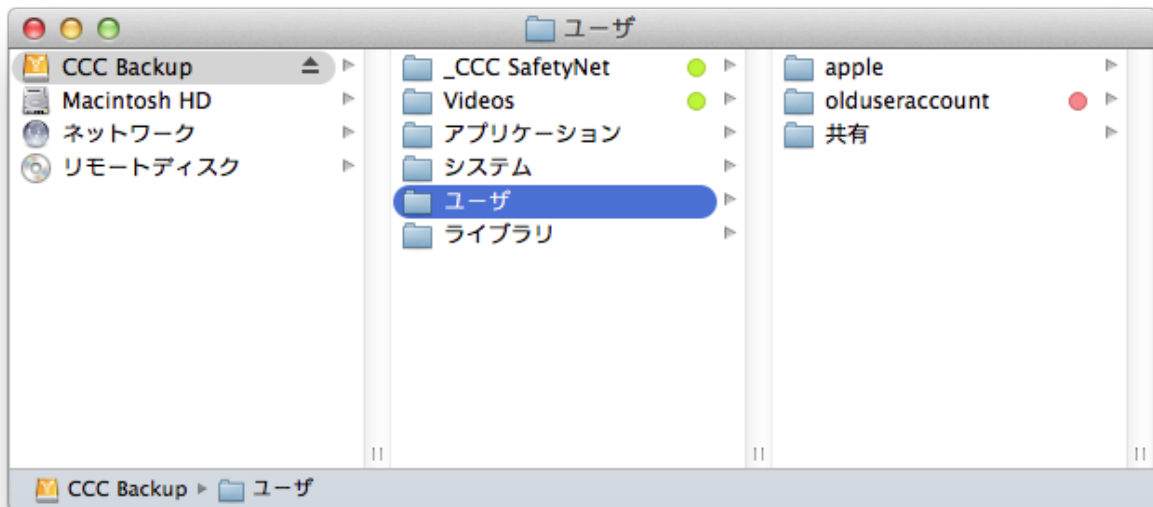 ユーザ
CCC Backup
Macintosh HD
ネットワーク
リモートディスク
_CCC SafetyNet
Videos
アプリケーション
システム
ユーザ
ライブラリ
apple
olduseraccount
共有
CCC Backup ▸ ユーザ